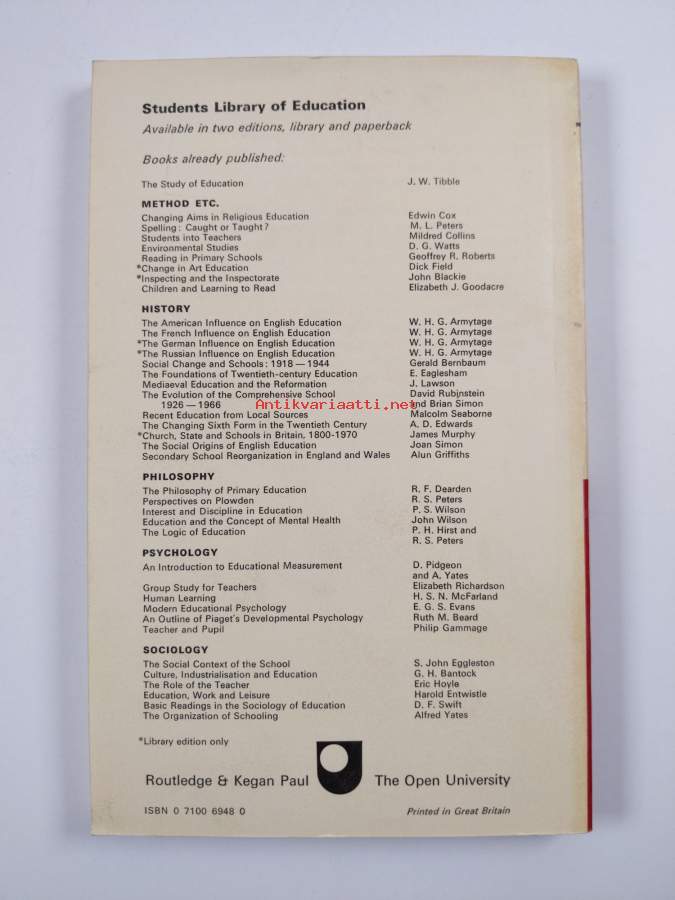 Students Library of Education
Available in two editions, library and paperback
Books already published:
The Study of Education J. W. Tibble
METHOD ETC.
Changing Aims in Religious Education Edwin Cox
Spelling: Caught or Taught? M. L. Peters
Students into Teachers Mildred Collins
Environmental Studies D. G. Watts
Reading in Primary Schools Geoffrey R. Roberts
*Change in Art Education Dick Field
*Inspecting and the Inspectorate John Blackie
Children and Learning to Read Elizabeth J. Goodacre
HISTORY
The American Influence on English Education W. H. G. Armytage
The French Influence on English Education W. H. G. Armytage
*The German Influence on English Education W. H. G. Armytage
*The Russian Influence on English Education W. H. G. Armytage
Social Change and Schools: 1918 — 1944 Gerald Bernbaum
The Foundations of Twentieth-century Education E. Eaglesham
Mediaeval Education and the Reformation J. Lawson
The Evolution of the Comprehensive School David Rubinstein
1926 — 1966 and Brian Simon
Antikvariaatti.net
Recent Education from Local Sources Malcolm Seaborne
The Changing Sixth Form in the Twentieth Century A. D. Edwards
*Church, State and Schools in Britain, 1800-1970 James Murphy
The Social Origins of English Education Joan Simon
Secondary School Reorganization in England and Wales Alun Griffiths
PHILOSOPHY
The Philosophy of Primary Education R. F. Dearden
Perspectives on Plowden R. S. Peters
Interest and Discipline in Education P. S. Wilson
Education and the Concept of Mental Health John Wilson
The Logic of Education P. H. Hirst and
R. S. Peters
PSYCHOLOGY
An Introduction to Educational Measurement D. Pidgeon
and A. Yates
Group Study for Teachers Elizabeth Richardson
Human Learning H. S. N. McFarland
Modern Educational Psychology E. G. S. Evans
An Outline of Piaget's Developmental Psychology Ruth M. Beard
Teacher and Pupil Philip Gammage
SOCIOLOGY
The Social Context of the School S. John Eggleston
Culture, Industrialisation and Education G. H. Bantock
The Role of the Teacher Eric Hoyle
Education, Work and Leisure Harold Entwistle
Basic Readings in the Sociology of Education D. F. Swift
The Organization of Schooling Alfred Yates
*Library edition only
Routledge & Kegan Paul The Open University
ISBN 0 7100 6948 0 Printed in Great Britain